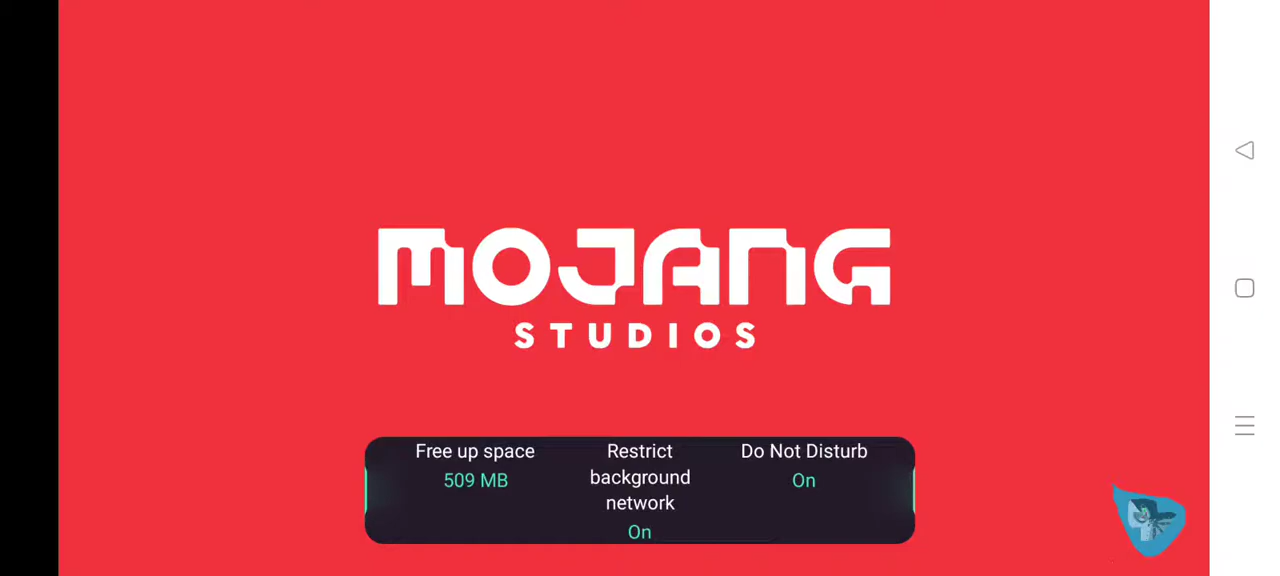 MOJANG
STUDIOS
Free up space
509 MB
Restrict
background
network
On
Do Not Disturb
On